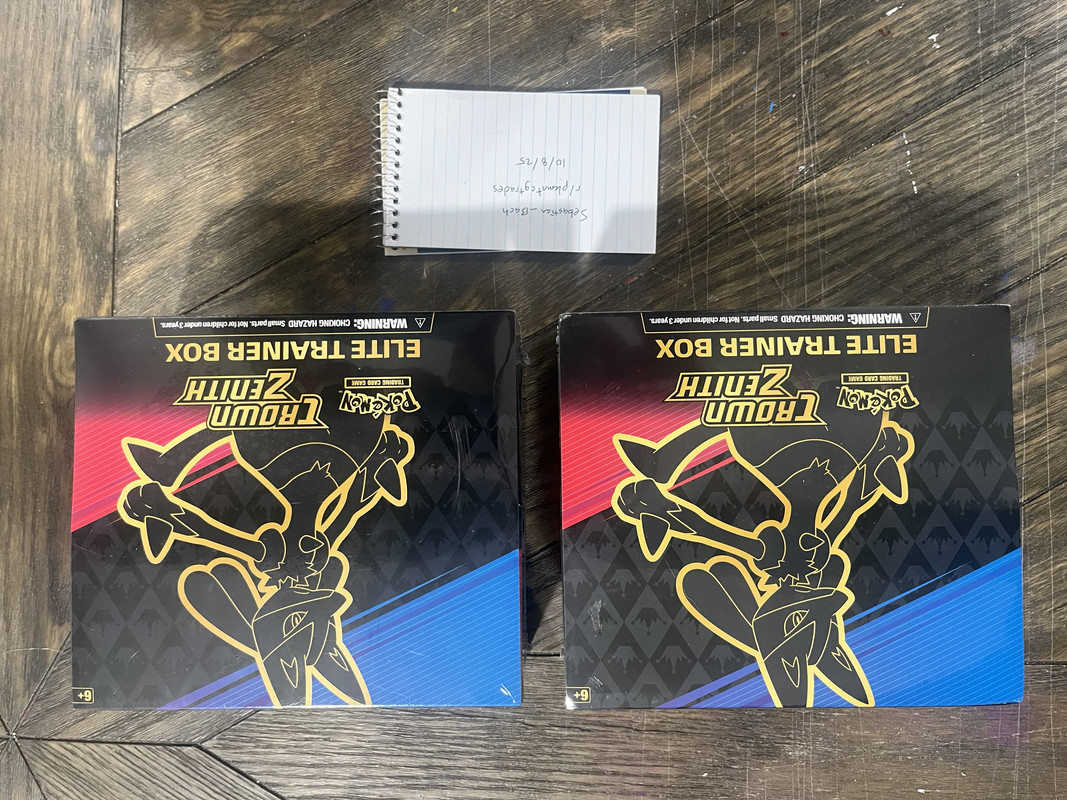 Sebastian_Bach
r/pkmntcgtrades
10/8/25
6+
POKéMON
TRADING CARD GAME
CROWN
ZENITH
ELITE TRAINER BOX
WARNING: CHOKING HAZARD Small parts. Not for children under 3 years.
6+
POKéMON
TRADING CARD GAME
CROWN
ZENITH
ELITE TRAINER BOX
WARNING: CHOKING HAZARD Small parts. Not for children under 3 years.